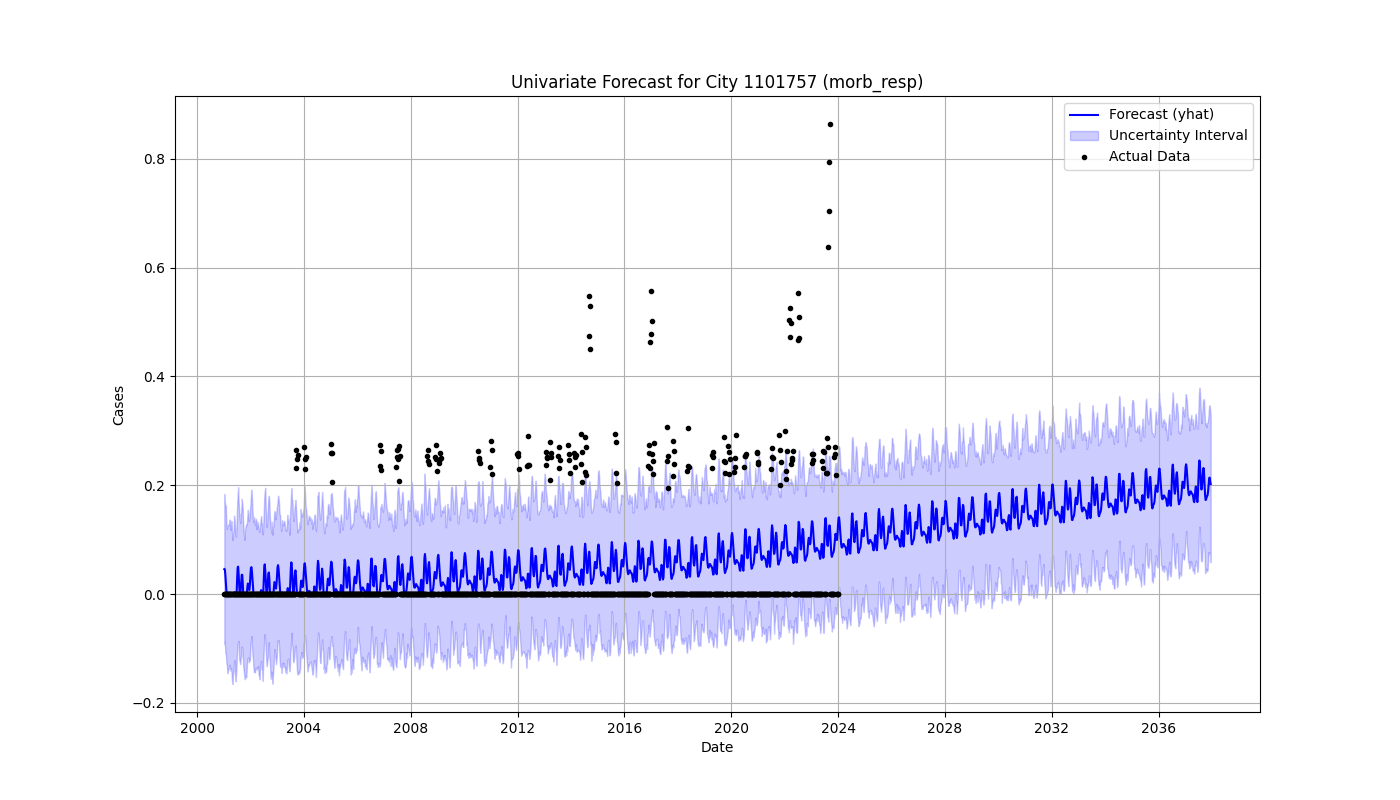 Univariate Forecast for City 1101757 (morb_resp)
Forecast (yhat)
Uncertainty Interval
Actual Data
Cases
0.8
0.6
0.4
0.2
0.0
−0.2
2000 2004 2008 2012 2016 2020 2024 2028 2032 2036
Date